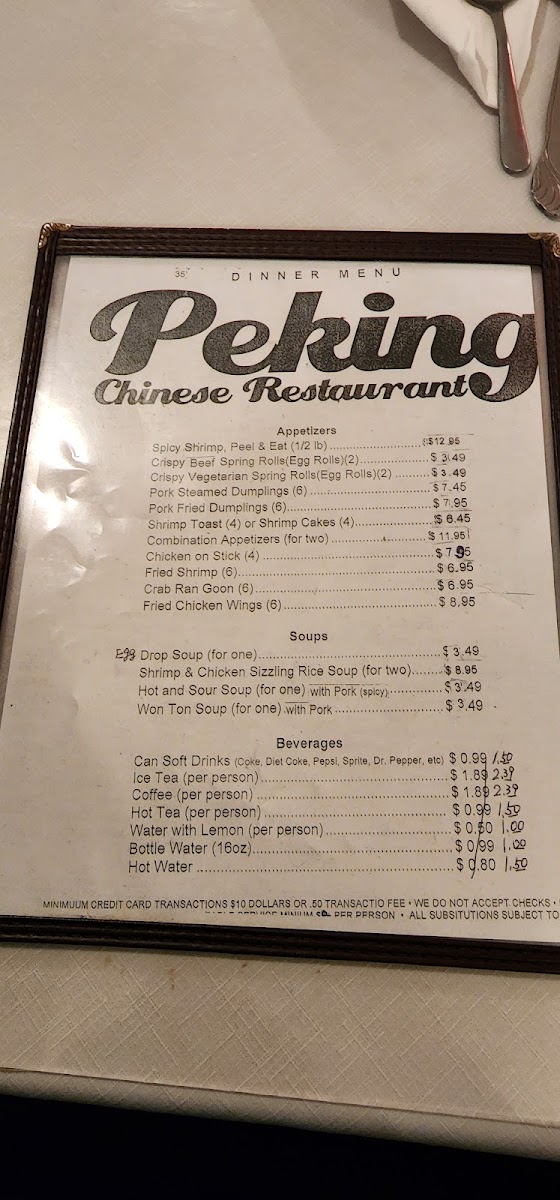 35'
DINNER MENU
Peking
Chinese Restaurant
Appetizers
Spicy Shrimp, Peel & Eat (1/2 lb) $12.95
Crispy Beef Spring Rolls(Egg Rolls)(2) $ 3.49
Crispy Vegetarian Spring Rolls(Egg Rolls)(2) $ 3.49
Pork Steamed Dumplings (6) $ 7.45
Pork Fried Dumplings (6) $ 7.95
Shrimp Toast (4) or Shrimp Cakes (4) $ 8.45
Combination Appetizers (for two) $ 11.95
Chicken on Stick (4) $ 7.95
Fried Shrimp (6) $ 6.95
Crab Ran Goon (6) $ 6.95
Fried Chicken Wings (6) $ 8.95
Soups
Egg Drop Soup (for one) $ 3.49
Shrimp & Chicken Sizzling Rice Soup (for two) $ 8.95
Hot and Sour Soup (for one) with Pork (spicy) $ 3.49
Won Ton Soup (for one) with Pork $ 3.49
Beverages
Can Soft Drinks (Coke, Diet Coke, Pepsi, Sprite, Dr. Pepper, etc) $ 0.99 1.50
Ice Tea (per person) $ 1.89 2.39
Coffee (per person) $ 1.89 2.39
Hot Tea (per person) $ 0.99 1.50
Water with Lemon (per person) $ 0.50 1.00
Bottle Water (16oz) $ 0.99 1.00
Hot Water $ 0.80 1.50
MINIMUUM CREDIT CARD TRANSACTIONS $10 DOLLARS OR .50 TRANSACTIO FEE • WE DO NOT ACCEPT CHECKS •
PER PERSON • ALL SUBSITUTIONS SUBJECT TO